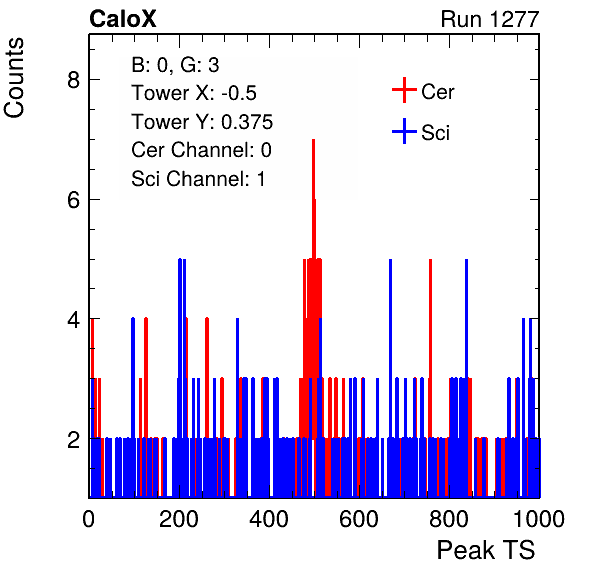 CaloX Run 1277
Counts
B: 0, G: 3
Tower X: -0.5
Tower Y: 0.375
Cer Channel: 0
Sci Channel: 1
Cer
Sci
8
6
4
2
0 200 400 600 800 1000
Peak TS